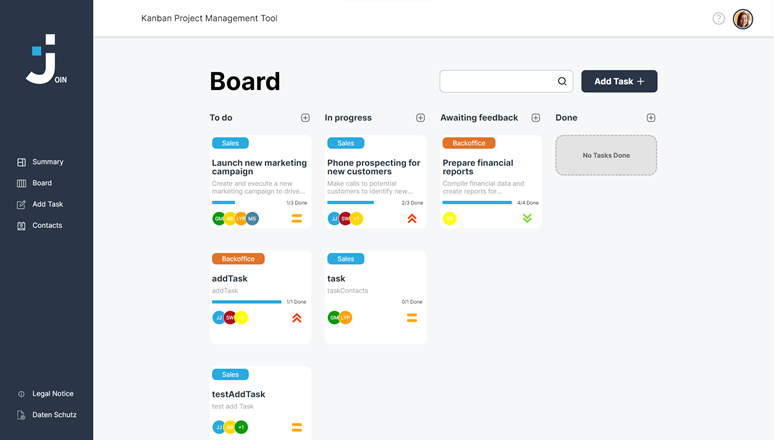 Kanban Project Management Tool
?
OIN
Summary
Board
Add Task
Contacts
Legal Notice
Daten Schutz
Board
Add Task +
To do
In progress
Awaiting feedback
Done
Sales
Launch new marketing
campaign
Create and execute a new
marketing campaign to drive...
1/3 Done
GM
LYP
MS
Backoffice
addTask
addTask
1/1 Done
JJ
SW
Sales
testAddTask
test add Task
JJ
+1
Sales
Phone prospecting for
new customers
Make calls to potential
customers to identify new...
2/3 Done
JJ
SW
+1
Sales
task
taskContacts
0/1 Done
GM
LYP
Backoffice
Prepare financial
reports
Compile financial data and
create reports for...
4/4 Done
No Tasks Done